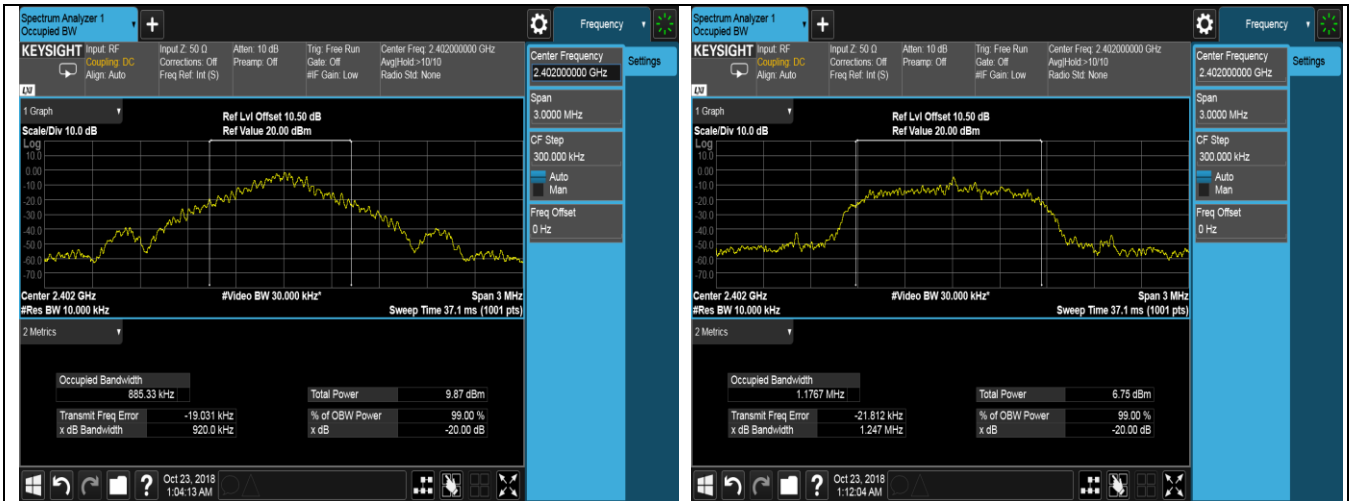 Spectrum Analyzer 1
Occupied BW
+
Frequency
KEYSIGHT
Input: RF
Coupling: DC
Align: Auto
Input Z: 50 Ω
Corrections: Off
Freq Ref: Int (S)
Atten: 10 dB
Preamp: Off
Trig: Free Run
Gate: Off
#IF Gain: Low
Center Freq: 2.402000000 GHz
Avg|Hold:>10/10
Radio Std: None
LXI
Center Frequency
2.402000000 GHz
Settings
Span
3.0000 MHz
CF Step
300.000 kHz
Auto
Man
Freq Offset
0 Hz
1 Graph
Ref Lvl Offset 10.50 dB
Scale/Div 10.0 dB
Ref Value 20.00 dBm
Log
10.0
0.00
-10.0
-20.0
-30.0
-40.0
-50.0
-60.0
-70.0
Center 2.402 GHz
#Video BW 30.000 kHz*
Span 3 MHz
#Res BW 10.000 kHz
Sweep Time 37.1 ms (1001 pts)
2 Metrics
Occupied Bandwidth
885.33 kHz
Total Power 9.87 dBm
Transmit Freq Error -19.031 kHz
% of OBW Power 99.00 %
x dB Bandwidth 920.0 kHz
x dB -20.00 dB
?
Oct 23, 2018
1:04:13 AM
Spectrum Analyzer 1
Occupied BW
+
Frequency
KEYSIGHT
Input: RF
Coupling: DC
Align: Auto
Input Z: 50 Ω
Corrections: Off
Freq Ref: Int (S)
Atten: 10 dB
Preamp: Off
Trig: Free Run
Gate: Off
#IF Gain: Low
Center Freq: 2.402000000 GHz
Avg|Hold:>10/10
Radio Std: None
LXI
Center Frequency
2.402000000 GHz
Settings
Span
3.0000 MHz
CF Step
300.000 kHz
Auto
Man
Freq Offset
0 Hz
1 Graph
Ref Lvl Offset 10.50 dB
Scale/Div 10.0 dB
Ref Value 20.00 dBm
Log
10.0
0.00
-10.0
-20.0
-30.0
-40.0
-50.0
-60.0
-70.0
Center 2.402 GHz
#Video BW 30.000 kHz*
Span 3 MHz
#Res BW 10.000 kHz
Sweep Time 37.1 ms (1001 pts)
2 Metrics
Occupied Bandwidth
1.1767 MHz
Total Power 6.75 dBm
Transmit Freq Error -21.812 kHz
% of OBW Power 99.00 %
x dB Bandwidth 1.247 MHz
x dB -20.00 dB
?
Oct 23, 2018
1:12:04 AM